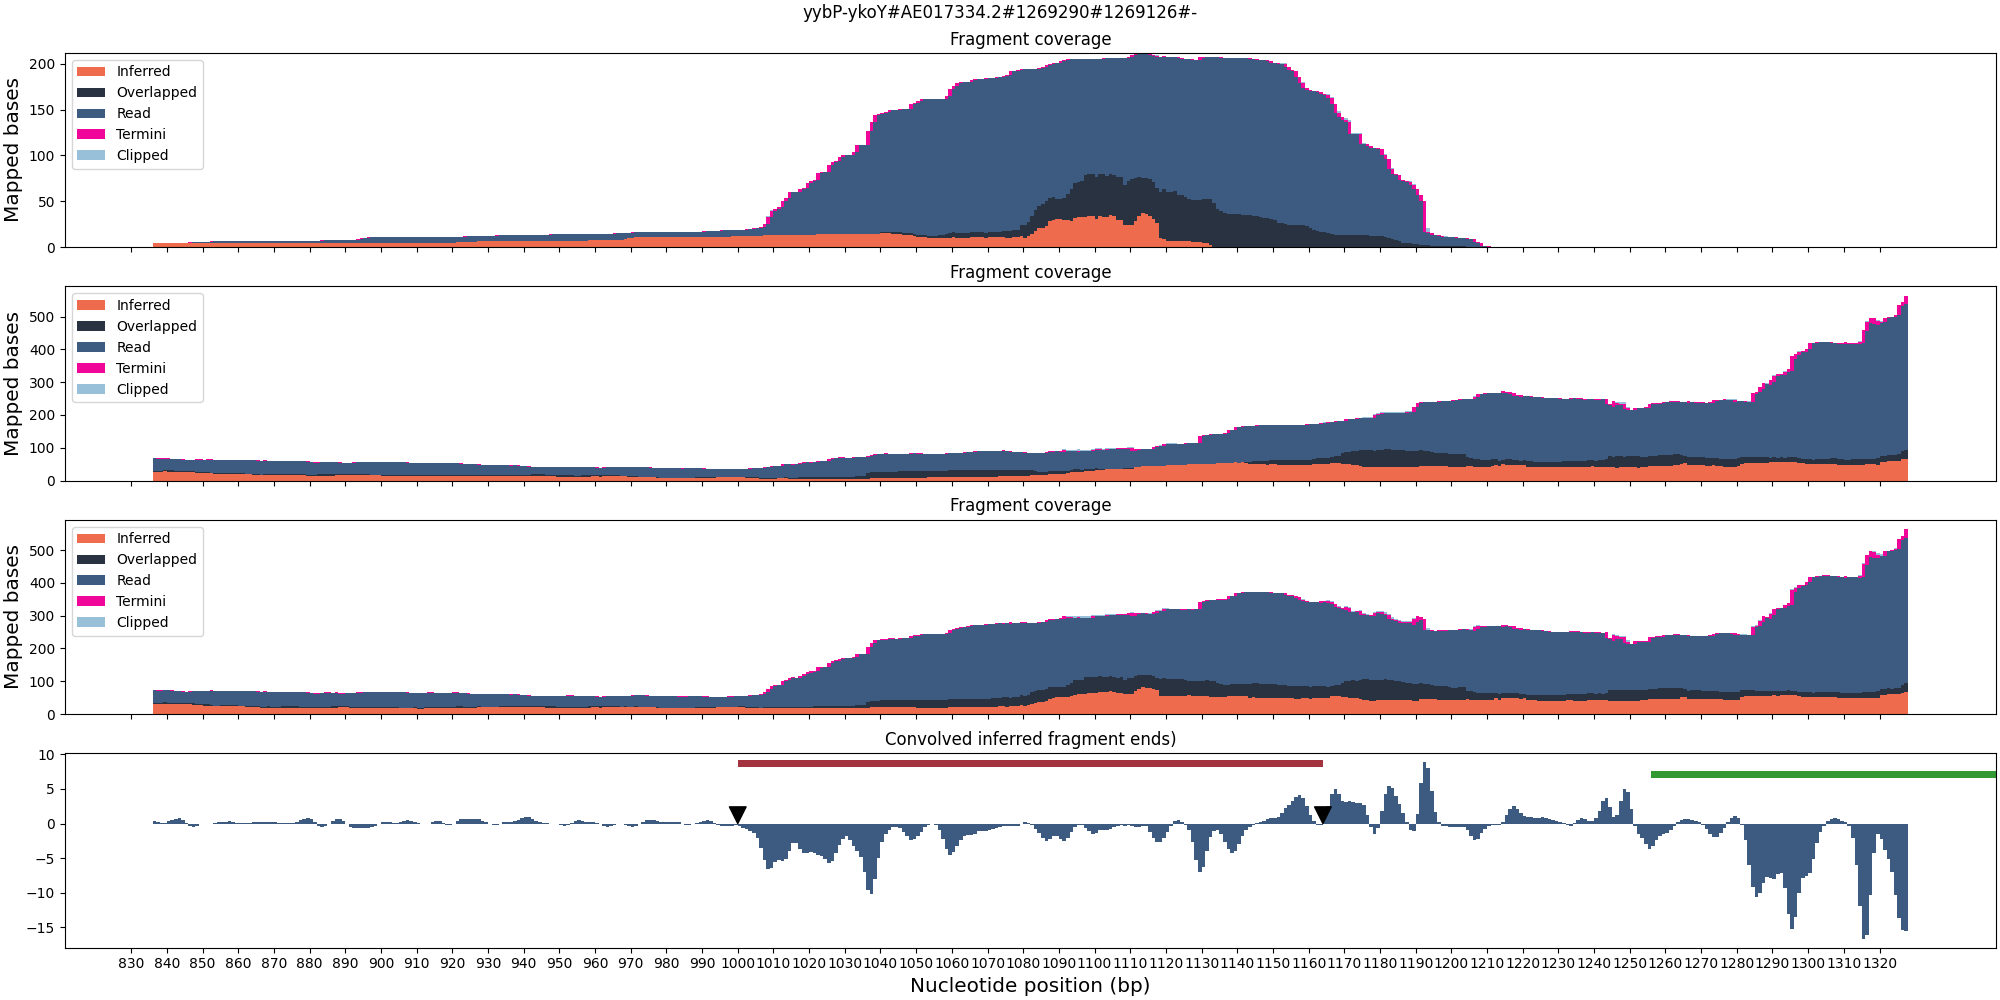 yybP-ykoY#AE017334.2#1269290#1269126#-
Fragment coverage
Mapped bases
200
150
100
50
0
Inferred
Overlapped
Read
Termini
Clipped
Fragment coverage
Mapped bases
500
400
300
200
100
0
Inferred
Overlapped
Read
Termini
Clipped
Fragment coverage
Mapped bases
500
400
300
200
100
0
Inferred
Overlapped
Read
Termini
Clipped
Convolved inferred fragment ends)
10
5
0
−5
−10
−15
830 840 850 860 870 880 890 900 910 920 930 940 950 960 970 980 990 1000 1010 1020 1030 1040 1050 1060 1070 1080 1090 1100 1110 1120 1130 1140 1150 1160 1170 1180 1190 1200 1210 1220 1230 1240 1250 1260 1270 1280 1290 1300 1310 1320
Nucleotide position (bp)